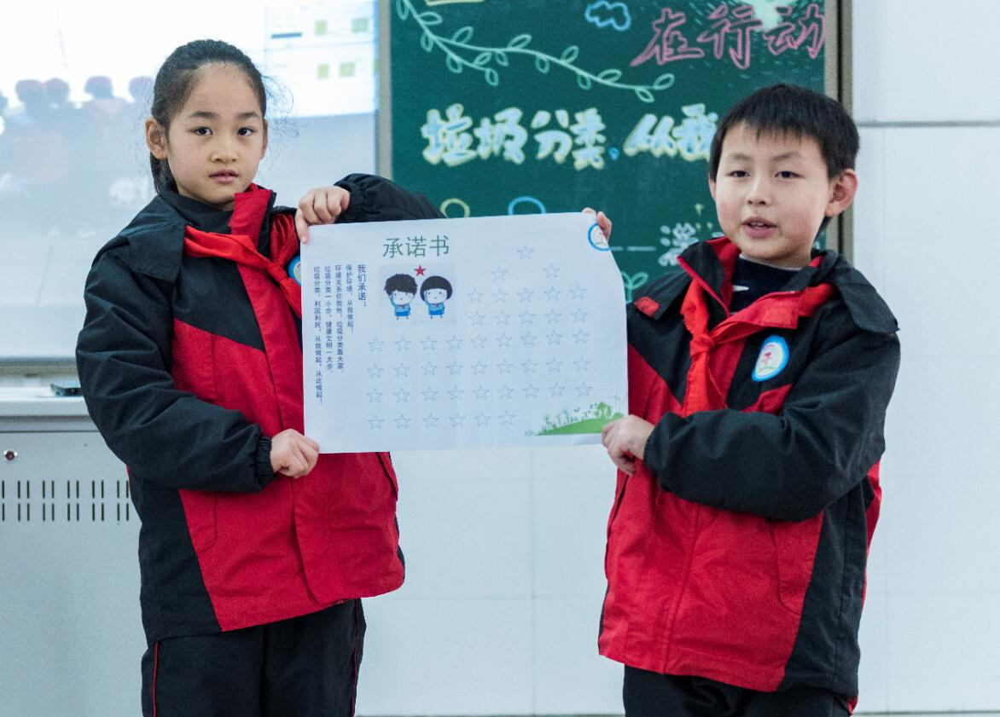 在行动
垃圾分类,从我
承诺书
我们承诺：
保护环境，从我做起！
环境关系你我他，垃圾分类靠大家，
垃圾分类一小步，健康文明一大步，
垃圾分类，利国利民，从我做起，从此做起！